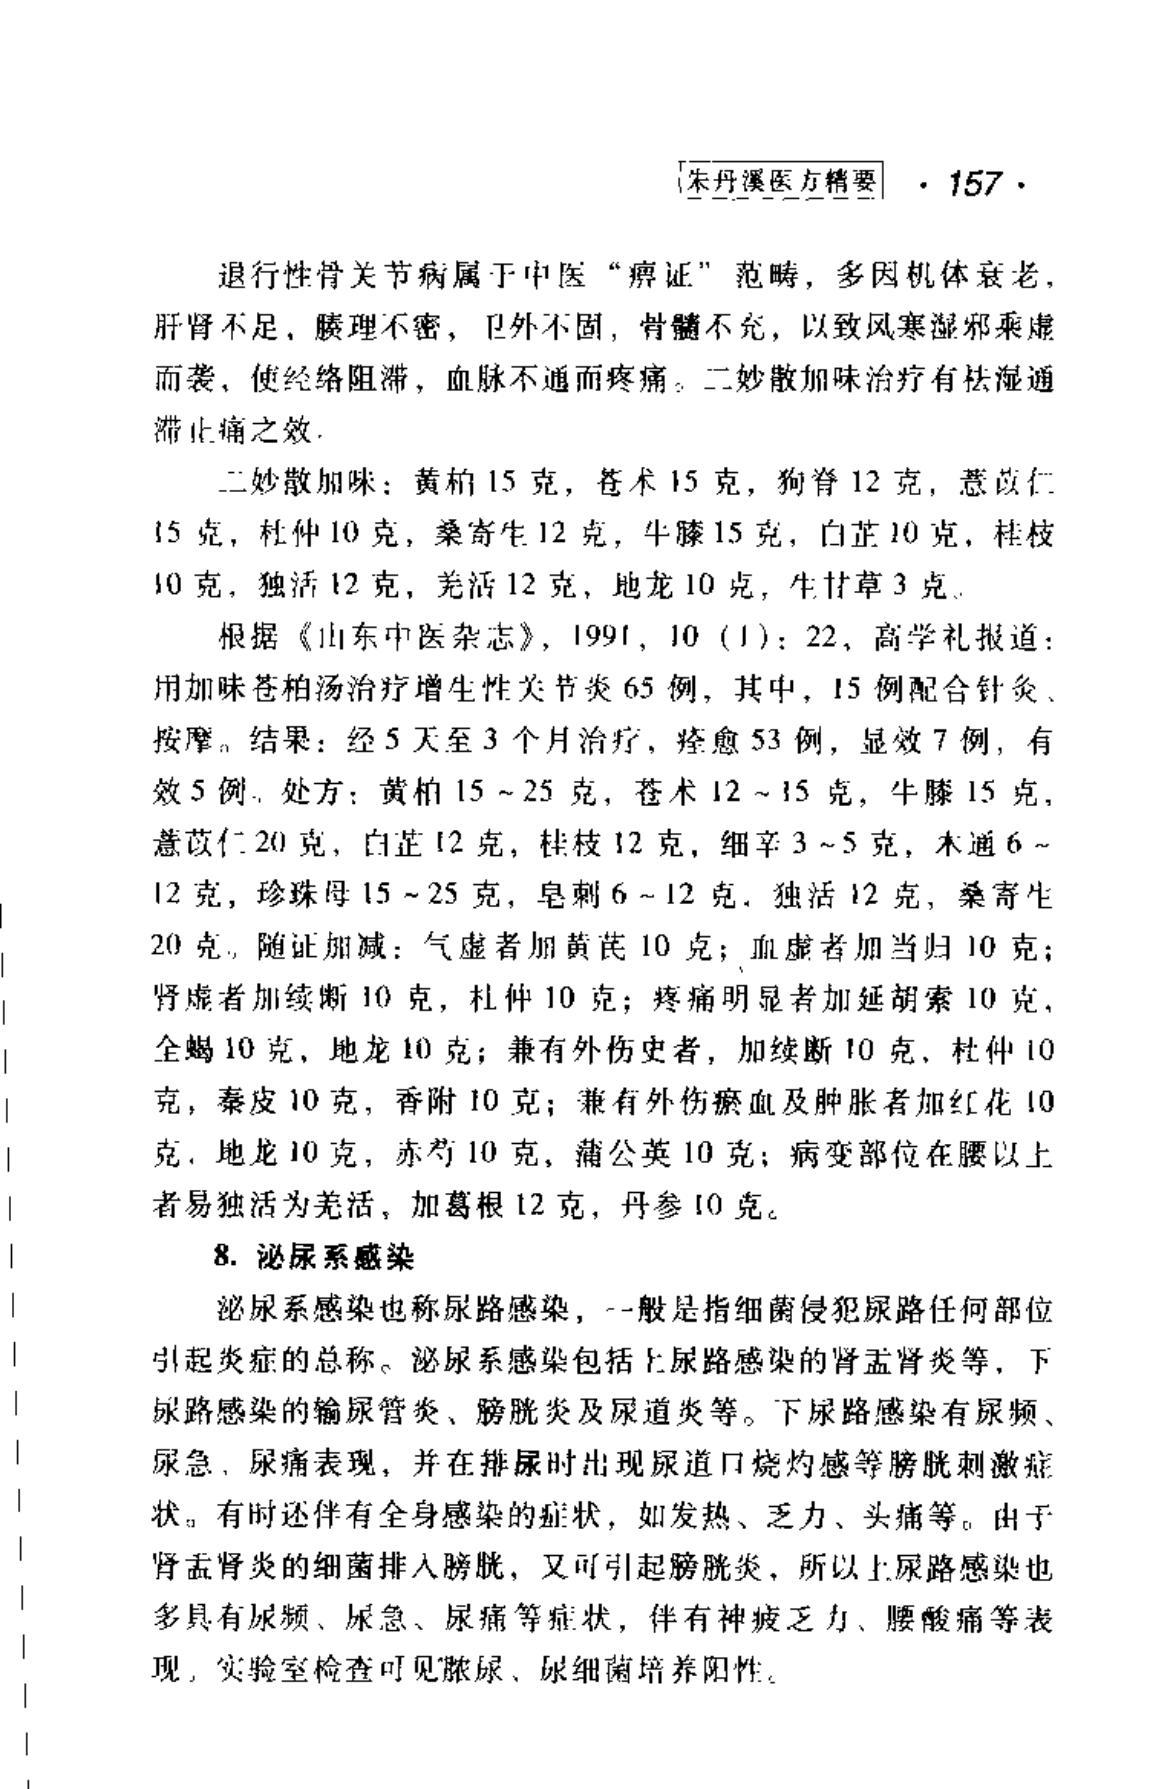 朱丹溪医方精要 · 157 ·
退行性骨关节病属于中医“痹证”范畴，多因机体衰老，
肝肾不足，腠理不密，卫外不固，骨髓不充，以致风寒湿邪乘虚
而袭，使经络阻滞，血脉不通而疼痛。二妙散加味治疗有祛湿通
滞止痛之效。
二妙散加味：黄柏 15 克，苍术 15 克，狗脊 12 克，薏苡仁
15 克，杜仲 10 克，桑寄生 12 克，牛膝 15 克，白芷 10 克，桂枝
10 克，独活 12 克，羌活 12 克，地龙 10 克，生甘草 3 克。
根据《山东中医杂志》，1991，10（1）：22，高学礼报道：
用加味苍柏汤治疗增生性关节炎 65 例，其中，15 例配合针灸、
按摩。结果：经 5 天至 3 个月治疗，痊愈 53 例，显效 7 例，有
效 5 例。处方：黄柏 15～25 克，苍术 12～15 克，牛膝 15 克，
薏苡仁 20 克，白芷 12 克，桂枝 12 克，细辛 3～5 克，木通 6～
12 克，珍珠母 15～25 克，皂刺 6～12 克，独活 12 克，桑寄生
20 克。随证加减：气虚者加黄芪 10 克；血虚者加当归 10 克；
肾虚者加续断 10 克，杜仲 10 克；疼痛明显者加延胡索 10 克，
全蝎 10 克，地龙 10 克；兼有外伤史者，加续断 10 克，杜仲 10
克，秦皮 10 克，香附 10 克；兼有外伤瘀血及肿胀者加红花 10
克，地龙 10 克，赤芍 10 克，蒲公英 10 克；病变部位在腰以上
者易独活为羌活，加葛根 12 克，丹参 10 克。
8. 泌尿系感染
泌尿系感染也称尿路感染，一般是指细菌侵犯尿路任何部位
引起炎症的总称。泌尿系感染包括上尿路感染的肾盂肾炎等，下
尿路感染的输尿管炎、膀胱炎及尿道炎等。下尿路感染有尿频、
尿急、尿痛表现，并在排尿时出现尿道口烧灼感等膀胱刺激症
状。有时还伴有全身感染的症状，如发热、乏力、头痛等。由于
肾盂肾炎的细菌排入膀胱，又可引起膀胱炎，所以上尿路感染也
多具有尿频、尿急、尿痛等症状，伴有神疲乏力、腰酸痛等表
现，实验室检查可见脓尿、尿细菌培养阳性。